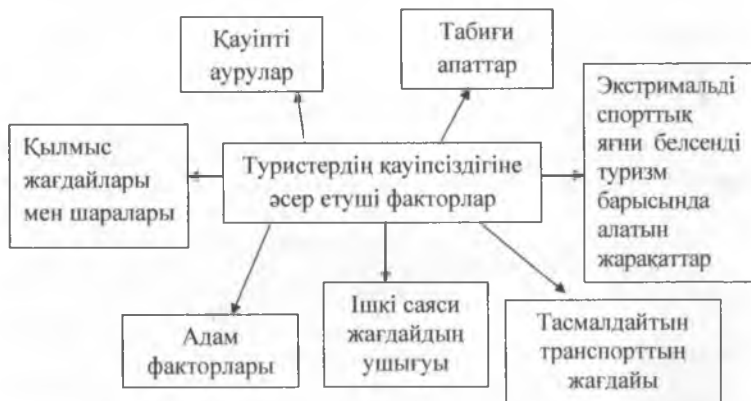 Қауіпті
аурулар
Табиғи
апаттар
Экстримальді
спорттық
яғни белсенді
туризм
барысында
алатын
жарақаттар
Қылмыс
жағдайлары
мен шаралары
Туристердің қауіпсіздігіне
әсер етуші факторлар
Адам
факторлары
Ішкі саяси
жағдайдың
ушығуы
Тасмалдайтын
транспорттың
жағдайы